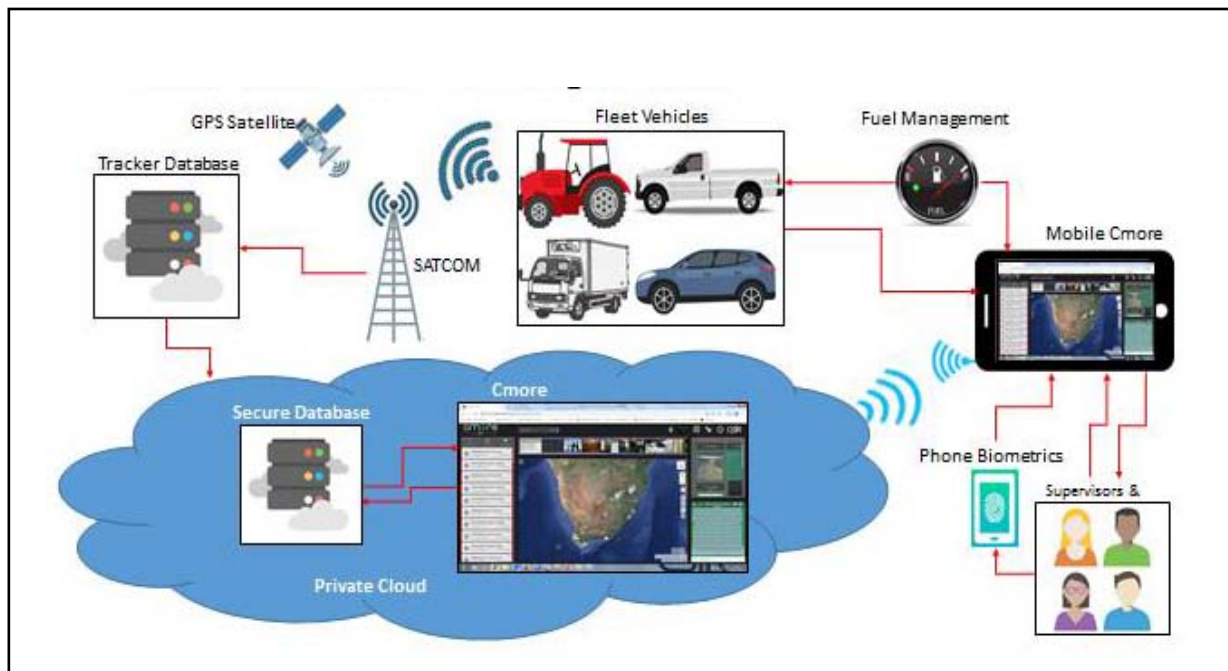 GPS Satellite
Fleet Vehicles
Fuel Management
Tracker Database
SATCOM
FUEL
Mobile Cmore
Cmore
Secure Database
Phone Biometrics
Supervisors &
Private Cloud